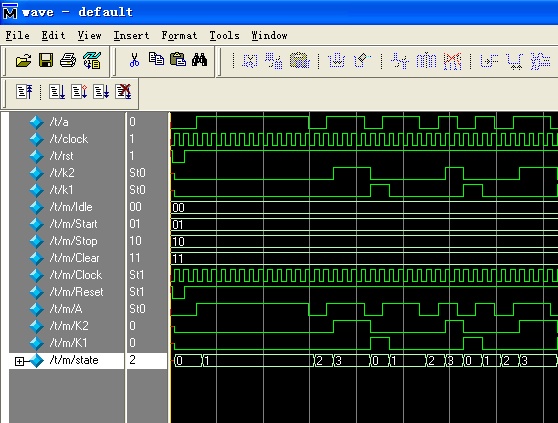 wave - default
File Edit View Insert Format Tools Window
/t/a 0
/t/clock 1
/t/rst 1
/t/k2 St0
/t/k1 St0
/t/m/Idle 00 00
/t/m/Start 01 01
/t/m/Stop 10 10
/t/m/Clear 11 11
/t/m/Clock St1
/t/m/Reset St1
/t/m/A St0
/t/m/K2 0
/t/m/K1 0
/t/m/state 2 0 1 2 3 0 1 2 3 0 1 2 3